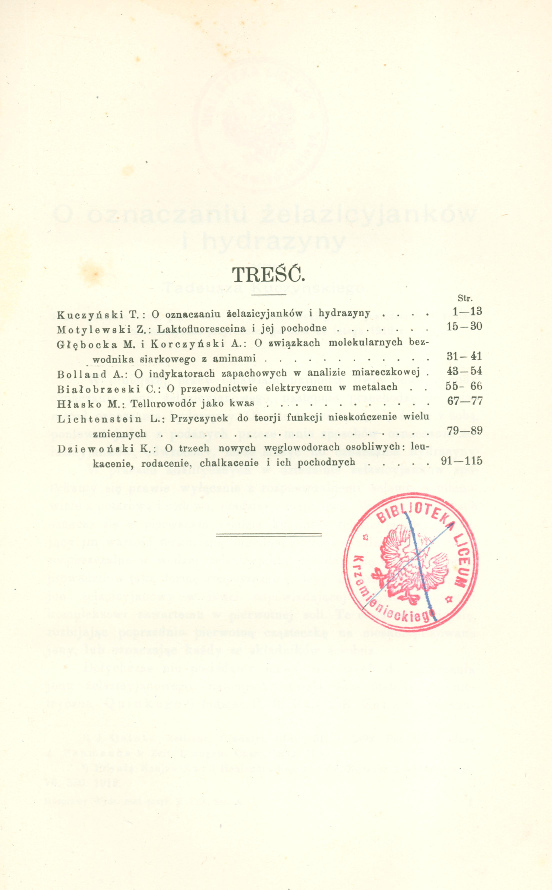 TREŚĆ.
Str.
Kuczyński T.: O oznaczaniu żelazicyjanków i hydrazyny . . . . 1—13
Motylewski Z.: Laktofluoresceina i jej pochodne . . . . . . . 15—30
Głębocka M. i Korczyński A.: O związkach molekularnych bez-
wodnika siarkowego z aminami . . . . . . . . . . . . 31—41
Bolland A.: O indykatorach zapachowych w analizie miareczkowej . 43—54
Białobrzeski C.: O przewodnictwie elektrycznem w metalach . . 55—66
Hłasko M.: Tellurowodór jako kwas . . . . . . . . . . . . 67—77
Lichtenstein L.: Przyczynek do teorji funkcji nieskończenie wielu
zmiennych . . . . . . . . . . . . . . . . . . . 79—89
Dziewoński K.: O trzech nowych węglowodorach osobliwych: leu-
kacenie, rodacenie, chalkacenie i ich pochodnych . . . . . 91—115
BIBLJOTEKA LICEUM
Krzemienieckiego
O oznaczaniu żelazicyjanków
i hydrazyny